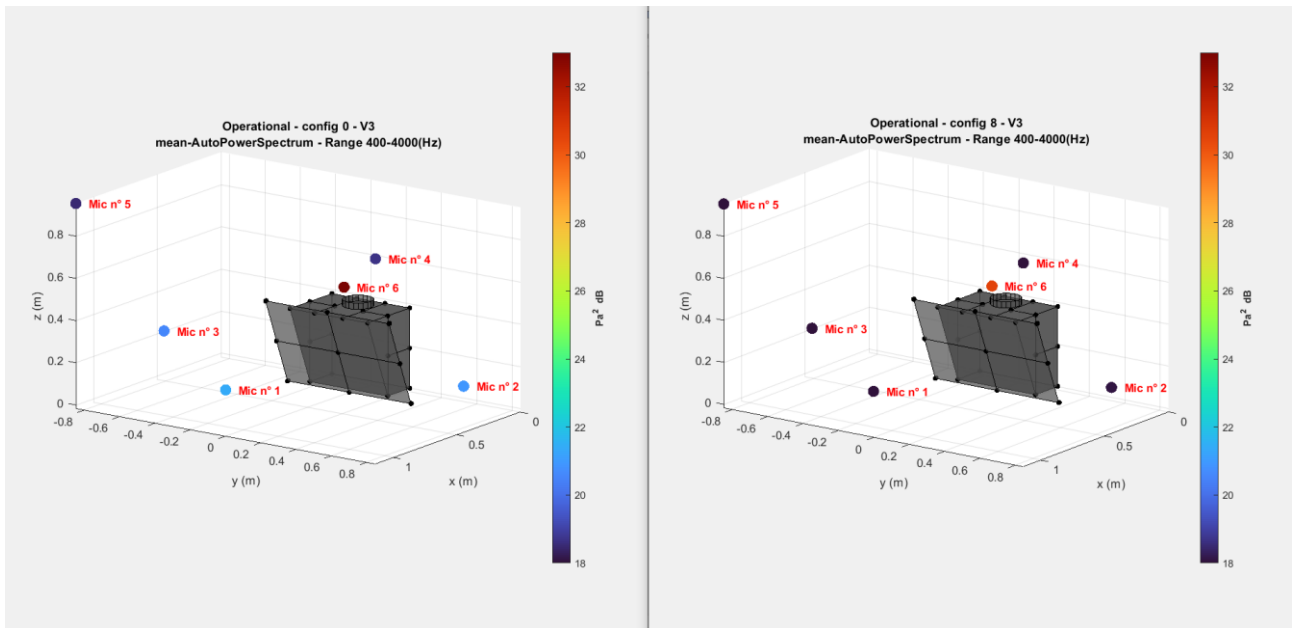 Operational - config 0 - V3
mean-AutoPowerSpectrum - Range 400-4000(Hz)
Mic n° 5
Mic n° 4
Mic n° 6
Mic n° 3
Mic n° 1
Mic n° 2
0.8
0.6
0.4
0.2
0
z (m)
-0.8
-0.6
-0.4
-0.2
0
0.2
0.4
0.6
0.8
y (m)
1
0.5
0
x (m)
32
30
28
26
24
22
20
18
Pa² dB
Operational - config 8 - V3
mean-AutoPowerSpectrum - Range 400-4000(Hz)
Mic n° 5
Mic n° 4
Mic n° 6
Mic n° 3
Mic n° 1
Mic n° 2
0.8
0.6
0.4
0.2
0
z (m)
-0.8
-0.6
-0.4
-0.2
0
0.2
0.4
0.6
0.8
y (m)
1
0.5
0
x (m)
32
30
28
26
24
22
20
18
Pa² dB